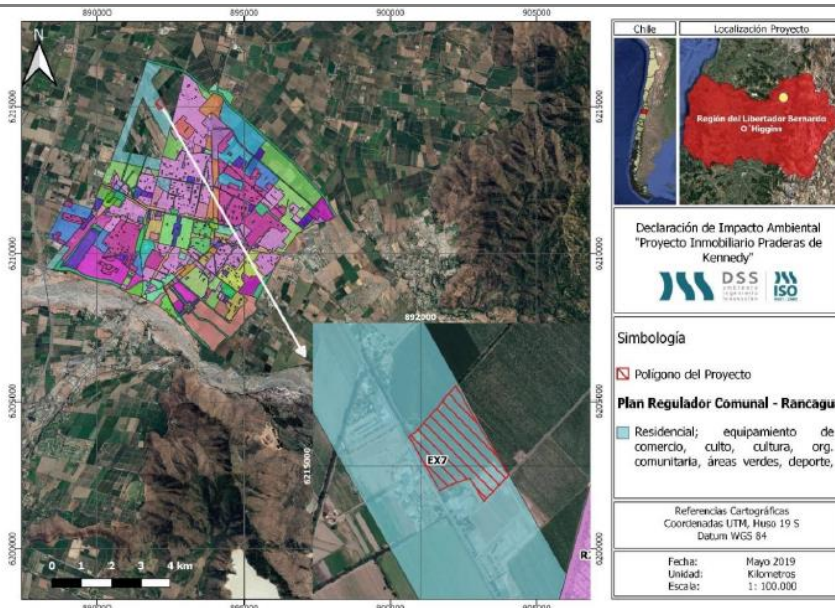 890000 895000 900000 905000
N
6215000
6210000
6205000
6200000
892000
6215000
EX7
R
0 1 2 3 4 km
890000 895000 900000 905000
6215000
6210000
6205000
6200000
Chile
Localización Proyecto
Región del Libertador Bernardo
O´Higgins
Declaración de Impacto Ambiental
"Proyecto Inmobiliario Praderas de
Kennedy"
DSS
ISO
Simbología
Polígono del Proyecto
Plan Regulador Comunal - Rancagu
Residencial; equipamiento de
comercio, culto, cultura, org.
comunitaria, áreas verdes, deporte,
Referencias Cartográficas
Coordenadas UTM, Huso 19 S
Datum WGS 84
Fecha: Mayo 2019
Unidad: Kilometros
Escala: 1: 100.000